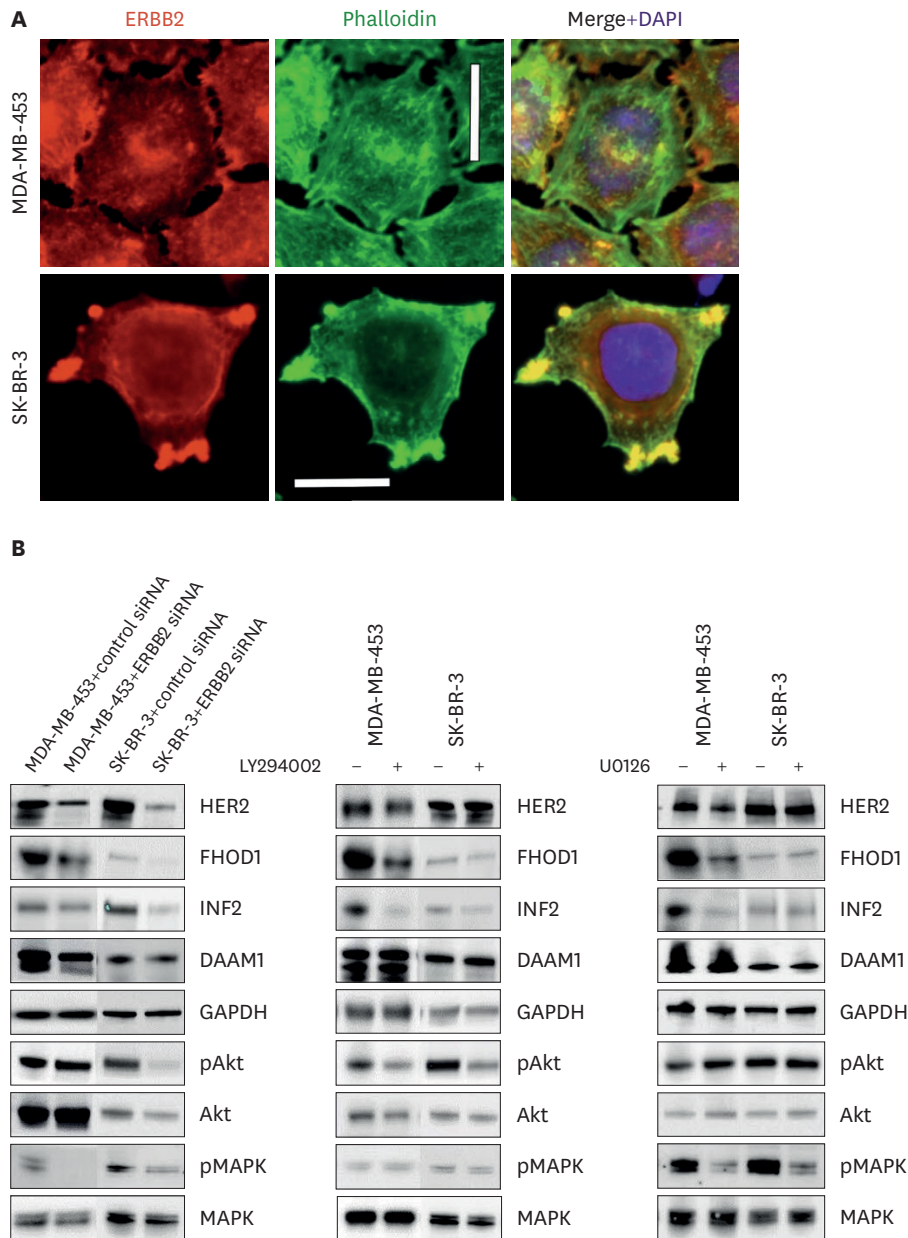 A
ERBB2 Phalloidin Merge+DAPI
MDA-MB-453
SK-BR-3
B
MDA-MB-453+control siRNA
MDA-MB-453+ERBB2 siRNA
SK-BR-3+control siRNA
SK-BR-3+ERBB2 siRNA
HER2
FHOD1
INF2
DAAM1
GAPDH
pAkt
Akt
pMAPK
MAPK
MDA-MB-453
SK-BR-3
LY294002 − + − +
HER2
FHOD1
INF2
DAAM1
GAPDH
pAkt
Akt
pMAPK
MAPK
MDA-MB-453
SK-BR-3
U0126 − + − +
HER2
FHOD1
INF2
DAAM1
GAPDH
pAkt
Akt
pMAPK
MAPK